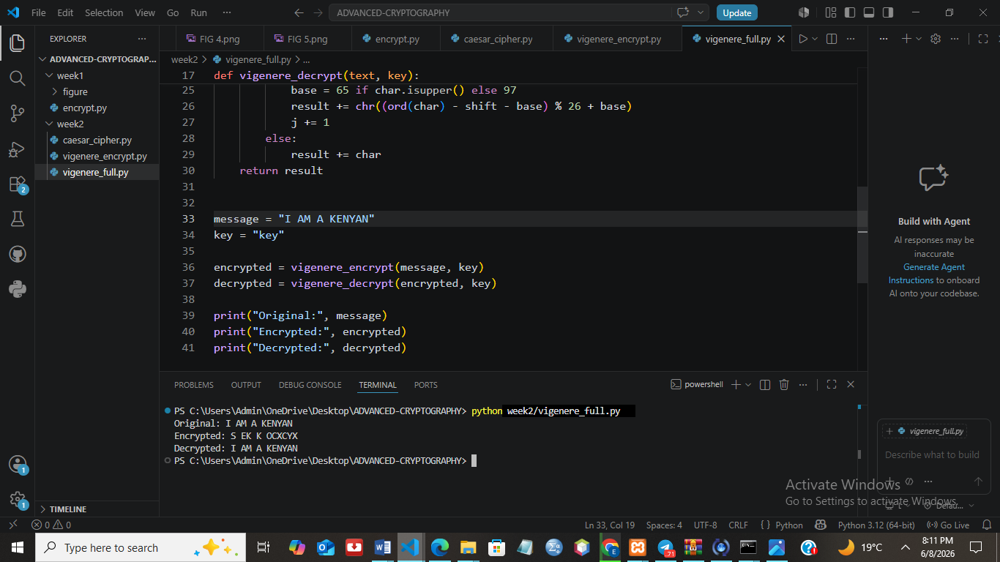 File Edit Selection View Go Run ···
ADVANCED-CRYPTOGRAPHY
Update
EXPLORER ···
ADVANCED-CRYPTOGRAP...
week1
figure
encrypt.py
week2
caesar_cipher.py
vigenere_encrypt.py
vigenere_full.py
TIMELINE
FIG 4.png FIG 5.png encrypt.py caesar_cipher.py vigenere_encrypt.py vigenere_full.py
week2 > vigenere_full.py > ...
17 def vigenere_decrypt(text, key):
25 base = 65 if char.isupper() else 97
26 result += chr((ord(char) - shift - base) % 26 + base)
27 j += 1
28 else:
29 result += char
30 return result
31
32
33 message = "I AM A KENYAN"
34 key = "key"
35
36 encrypted = vigenere_encrypt(message, key)
37 decrypted = vigenere_decrypt(encrypted, key)
38
39 print("Original:", message)
40 print("Encrypted:", encrypted)
41 print("Decrypted:", decrypted)
PROBLEMS OUTPUT DEBUG CONSOLE TERMINAL PORTS
powershell
PS C:\Users\Admin\OneDrive\Desktop\ADVANCED-CRYPTOGRAPHY> python week2/vigenere_full.py
Original: I AM A KENYAN
Encrypted: S EK K OCXCYX
Decrypted: I AM A KENYAN
PS C:\Users\Admin\OneDrive\Desktop\ADVANCED-CRYPTOGRAPHY>
Build with Agent
AI responses may be
inaccurate
Generate Agent
Instructions to onboard
AI onto your codebase.
vigenere_full.py
Describe what to build
Activate Windows
Go to Settings to activate Windows.
2
1
1
0 0
Ln 33, Col 19 Spaces: 4 UTF-8 CRLF { } Python Python 3.12 (64-bit) Go Live
Type here to search
71
19°C
8:11 PM
6/8/2026